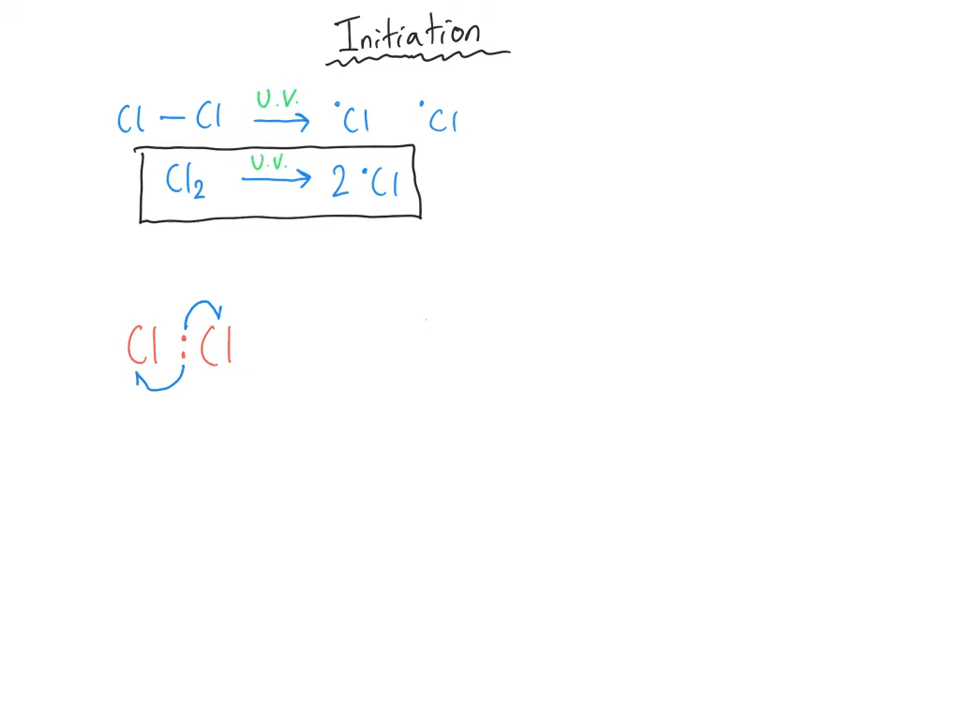 Initiation
Cl — Cl U.V. → •Cl •Cl
Cl₂ U.V. → 2 •Cl
Cl : Cl